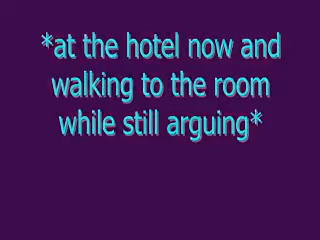 *at the hotel now and
walking to the room
while still arguing*